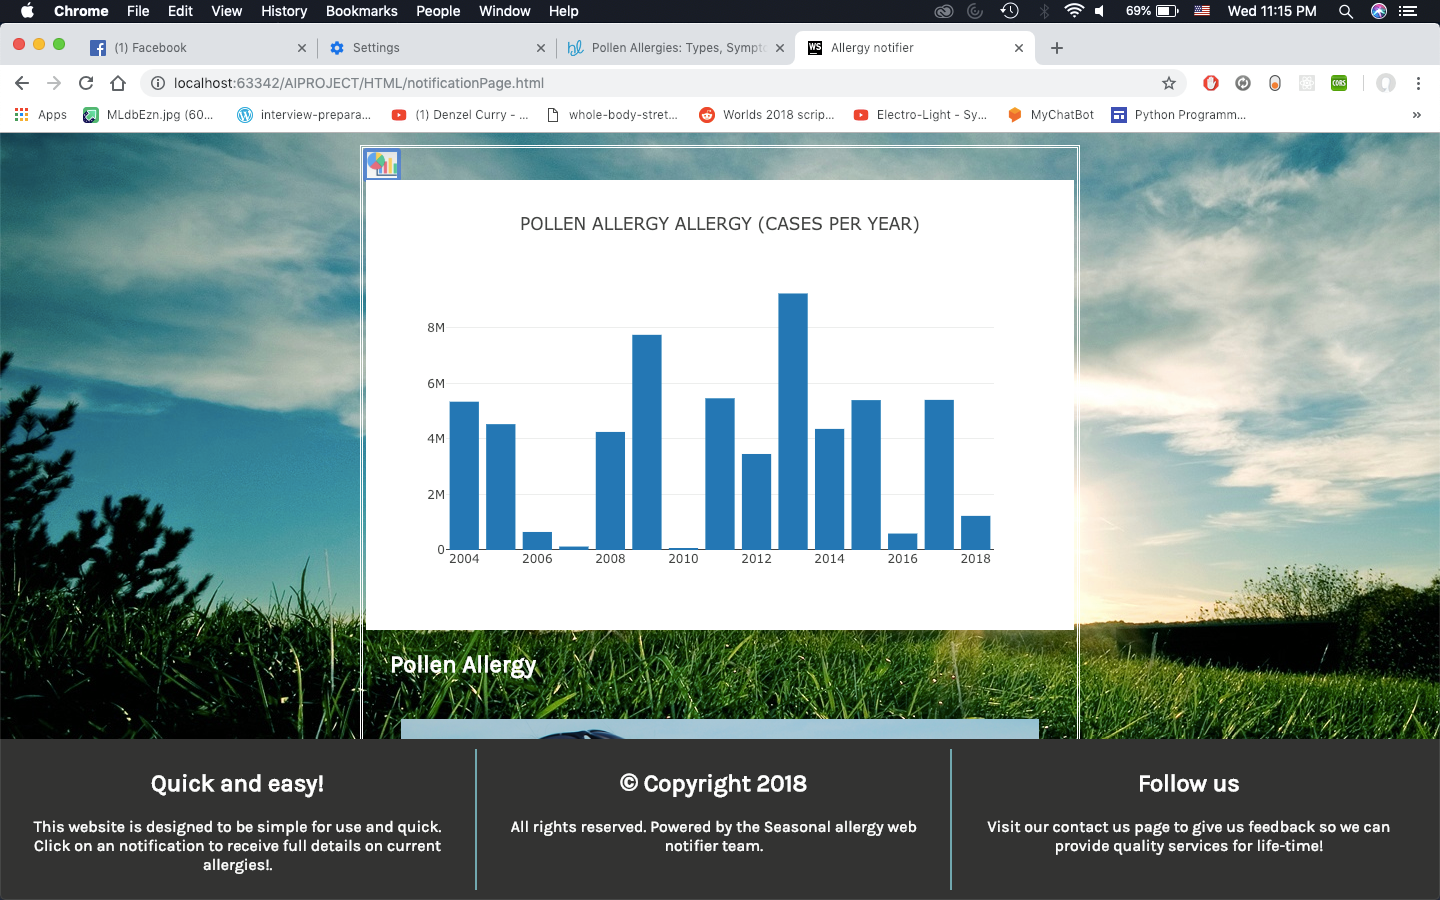 Chrome File Edit View History Bookmarks People Window Help 69% Wed 11:15 PM
(1) Facebook Settings Pollen Allergies: Types, Sympto Allergy notifier
localhost:63342/AIPROJECT/HTML/notificationPage.html
Apps MLdbEzn.jpg (60... interview-prepara... (1) Denzel Curry - ... whole-body-stret... Worlds 2018 scrip... Electro-Light - Sy... MyChatBot Python Programm... »
POLLEN ALLERGY ALLERGY (CASES PER YEAR)
8M
6M
4M
2M
0
2004 2006 2008 2010 2012 2014 2016 2018
Pollen Allergy
Quick and easy!
This website is designed to be simple for use and quick.
Click on an notification to receive full details on current
allergies!.
© Copyright 2018
All rights reserved. Powered by the Seasonal allergy web
notifier team.
Follow us
Visit our contact us page to give us feedback so we can
provide quality services for life-time!